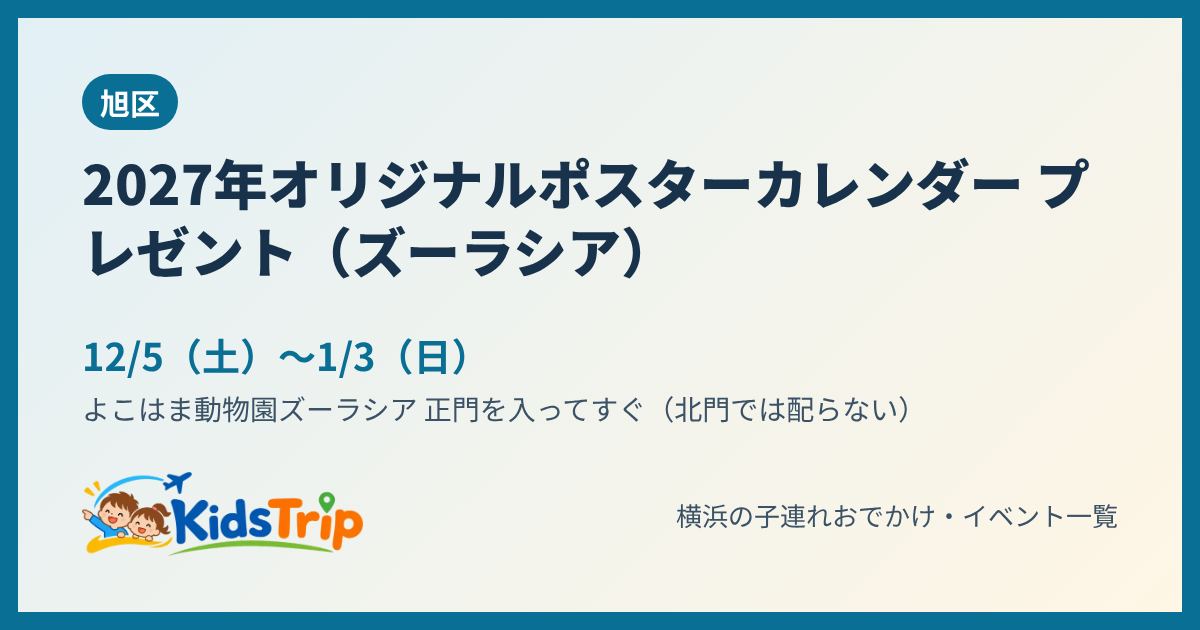 旭区
2027年オリジナルポスターカレンダー プ
レゼント（ズーラシア）
12/5（土）〜1/3（日）
よこはま動物園ズーラシア 正門を入ってすぐ（北門では配らない）
KidsTrip
横浜の子連れおでかけ・イベント一覧